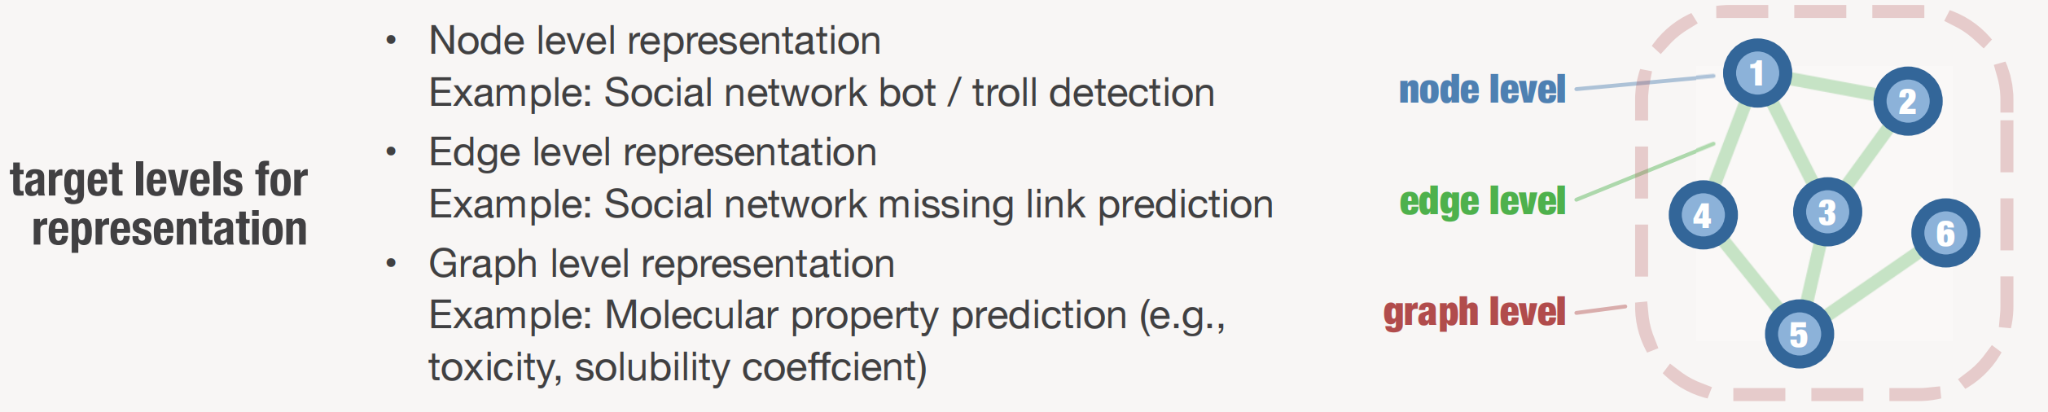 target levels for
representation
• Node level representation
Example: Social network bot / troll detection
• Edge level representation
Example: Social network missing link prediction
• Graph level representation
Example: Molecular property prediction (e.g.,
toxicity, solubility coeffcient)
node level
edge level
graph level
1
2
4
3
6
5